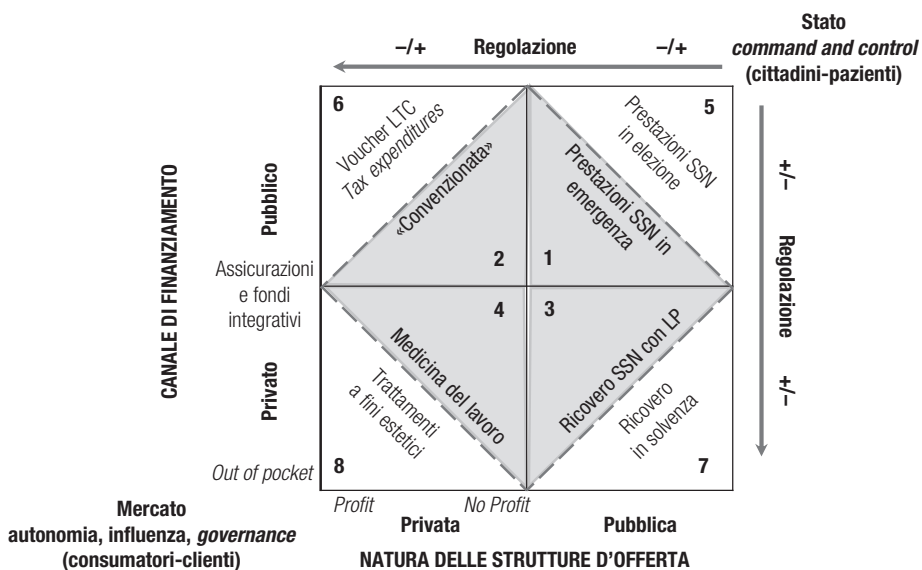 Stato
command and control
(cittadini-pazienti)
–/+ Regolazione –/+
6
Voucher LTC
Tax expenditures
«Convenzionata»
2
5
Prestazioni SSN
in elezione
Prestazioni SSN in
emergenza
1
+/–
Regolazione
+/–
CANALE DI FINANZIAMENTO
Pubblico
Assicurazioni
e fondi
integrativi
Privato
Out of pocket
4
Medicina del lavoro
Trattamenti
a fini estetici
8
3
Ricovero SSN con LP
Ricovero
in solvenza
7
Profit No Profit
Privata Pubblica
Mercato
autonomia, influenza, governance
(consumatori-clienti)
NATURA DELLE STRUTTURE D'OFFERTA